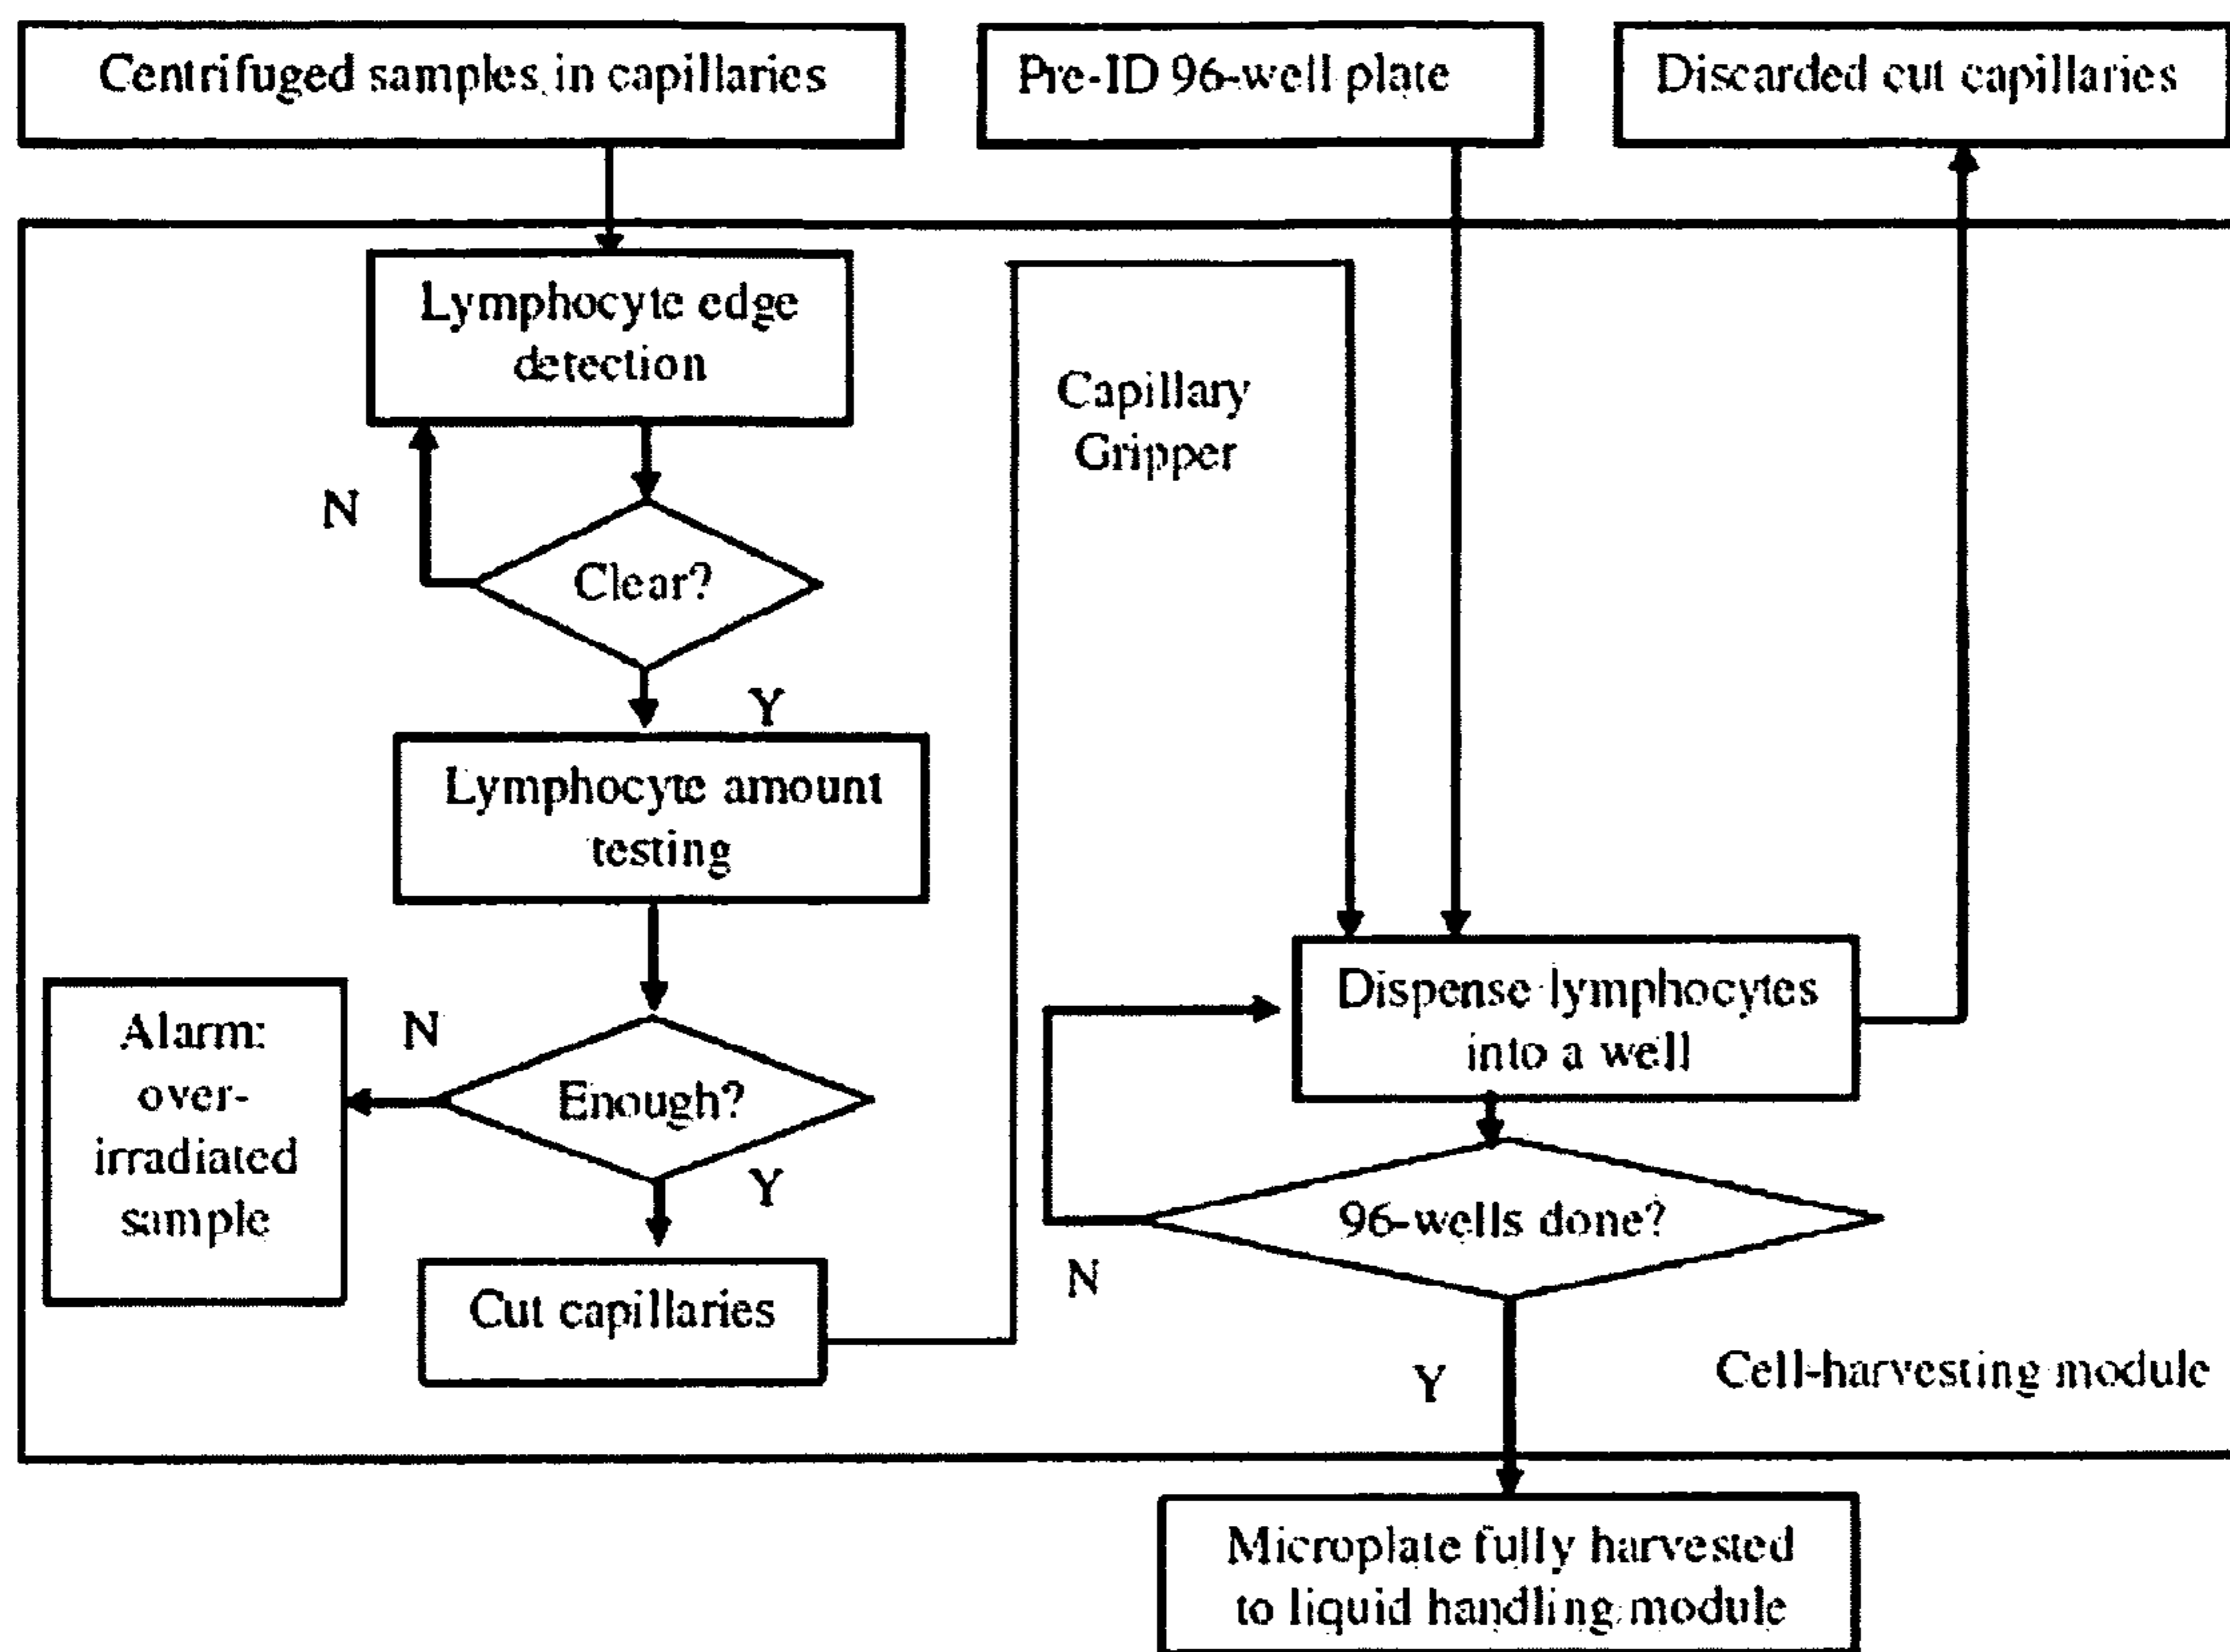 Centrifuged samples in capillaries
Pre-ID 96-well plate
Discarded cut capillaries
Lymphocyte edge
detection
Capillary
Gripper
N
Clear?
Y
Lymphocyte amount
testing
Alarm:
over-
irradiated
sample
N
Enough?
Y
Cut capillaries
Dispense lymphocytes
into a well
96-wells done?
N
Y
Cell-harvesting module
Microplate fully harvested
to liquid handling module